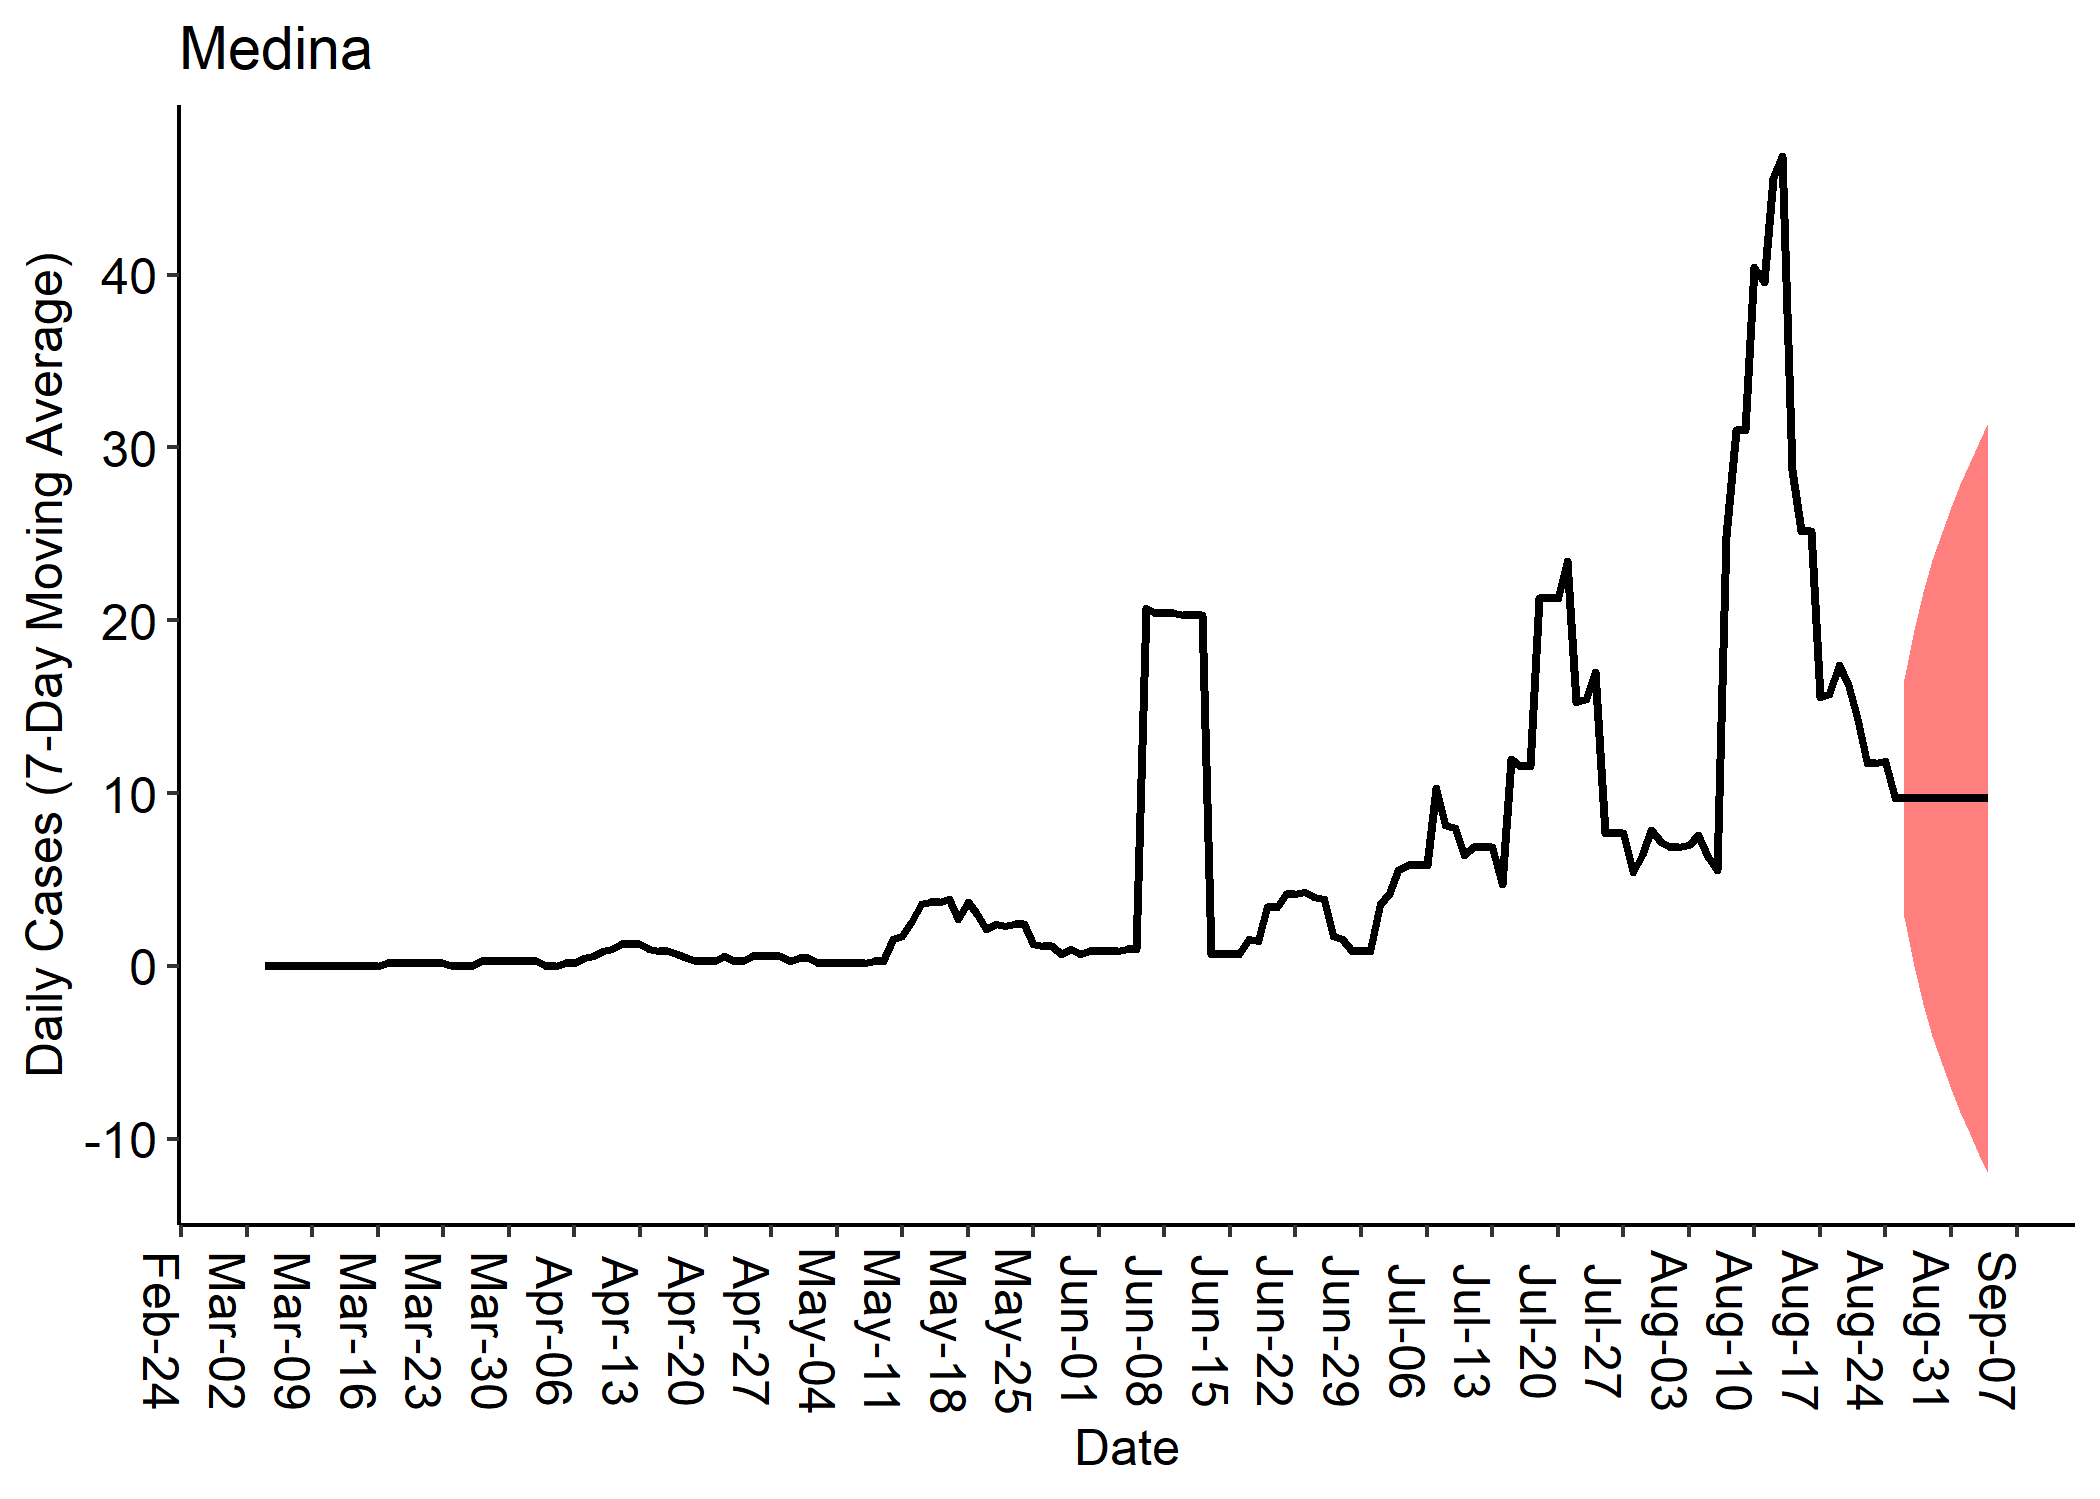 Medina
Daily Cases (7-Day Moving Average)
40
30
20
10
0
-10
Feb-24
Mar-02
Mar-09
Mar-16
Mar-23
Mar-30
Apr-06
Apr-13
Apr-20
Apr-27
May-04
May-11
May-18
May-25
Jun-01
Jun-08
Jun-15
Jun-22
Jun-29
Jul-06
Jul-13
Jul-20
Jul-27
Aug-03
Aug-10
Aug-17
Aug-24
Aug-31
Sep-07
Date